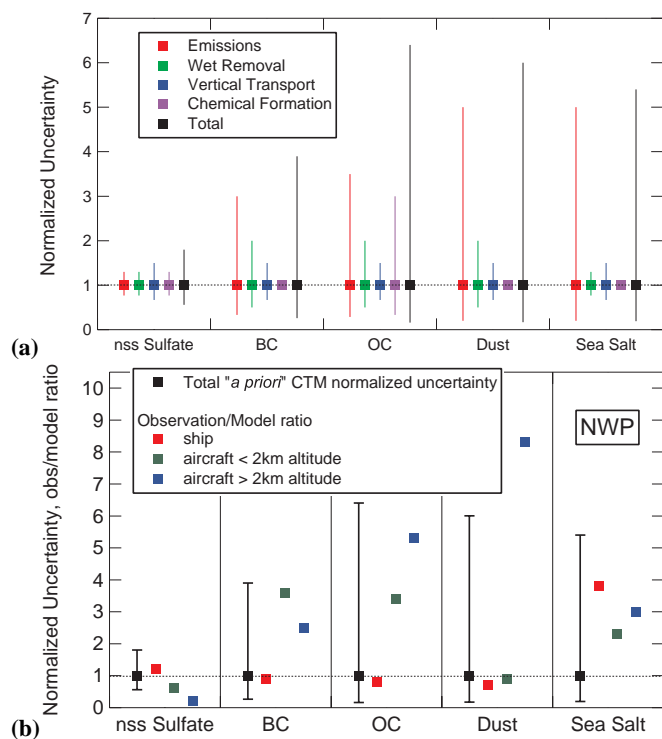 7
6
5
4
3
2
1
0
Normalized Uncertainty
Emissions
Wet Removal
Vertical Transport
Chemical Formation
Total
nss Sulfate BC OC Dust Sea Salt
(a)
10
9
8
7
6
5
4
3
2
1
0
Normalized Uncertainty, obs/model ratio
Total "a priori" CTM normalized uncertainty
Observation/Model ratio
ship
aircraft < 2km altitude
aircraft > 2km altitude
NWP
nss Sulfate BC OC Dust Sea Salt
(b)